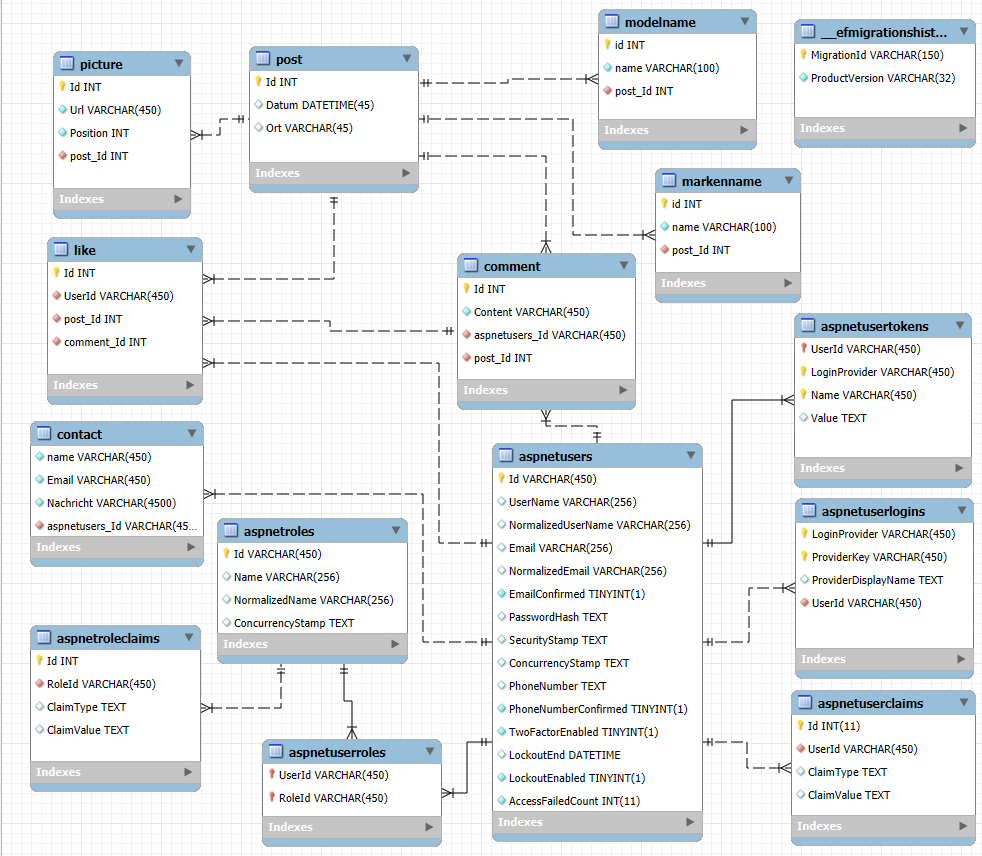 picture
Id INT
Url VARCHAR(450)
Position INT
post_Id INT
Indexes
post
Id INT
Datum DATETIME(45)
Ort VARCHAR(45)
Indexes
modelname
id INT
name VARCHAR(100)
post_Id INT
Indexes
__efmigrationshist...
MigrationId VARCHAR(150)
ProductVersion VARCHAR(32)
Indexes
markenname
id INT
name VARCHAR(100)
post_Id INT
Indexes
like
Id INT
UserId VARCHAR(450)
post_Id INT
comment_Id INT
Indexes
comment
Id INT
Content VARCHAR(450)
aspnetusers_Id VARCHAR(450)
post_Id INT
Indexes
aspnetusertokens
UserId VARCHAR(450)
LoginProvider VARCHAR(450)
Name VARCHAR(450)
Value TEXT
Indexes
contact
name VARCHAR(450)
Email VARCHAR(450)
Nachricht VARCHAR(4500)
aspnetusers_Id VARCHAR(45...
Indexes
aspnetroles
Id VARCHAR(450)
Name VARCHAR(256)
NormalizedName VARCHAR(256)
ConcurrencyStamp TEXT
Indexes
aspnetusers
Id VARCHAR(450)
UserName VARCHAR(256)
NormalizedUserName VARCHAR(256)
Email VARCHAR(256)
NormalizedEmail VARCHAR(256)
EmailConfirmed TINYINT(1)
PasswordHash TEXT
SecurityStamp TEXT
ConcurrencyStamp TEXT
PhoneNumber TEXT
PhoneNumberConfirmed TINYINT(1)
TwoFactorEnabled TINYINT(1)
LockoutEnd DATETIME
LockoutEnabled TINYINT(1)
AccessFailedCount INT(11)
Indexes
aspnetuserlogins
LoginProvider VARCHAR(450)
ProviderKey VARCHAR(450)
ProviderDisplayName TEXT
UserId VARCHAR(450)
Indexes
aspnetroleclaims
Id INT
RoleId VARCHAR(450)
ClaimType TEXT
ClaimValue TEXT
Indexes
aspnetuserroles
UserId VARCHAR(450)
RoleId VARCHAR(450)
Indexes
aspnetuserclaims
Id INT(11)
UserId VARCHAR(450)
ClaimType TEXT
ClaimValue TEXT
Indexes